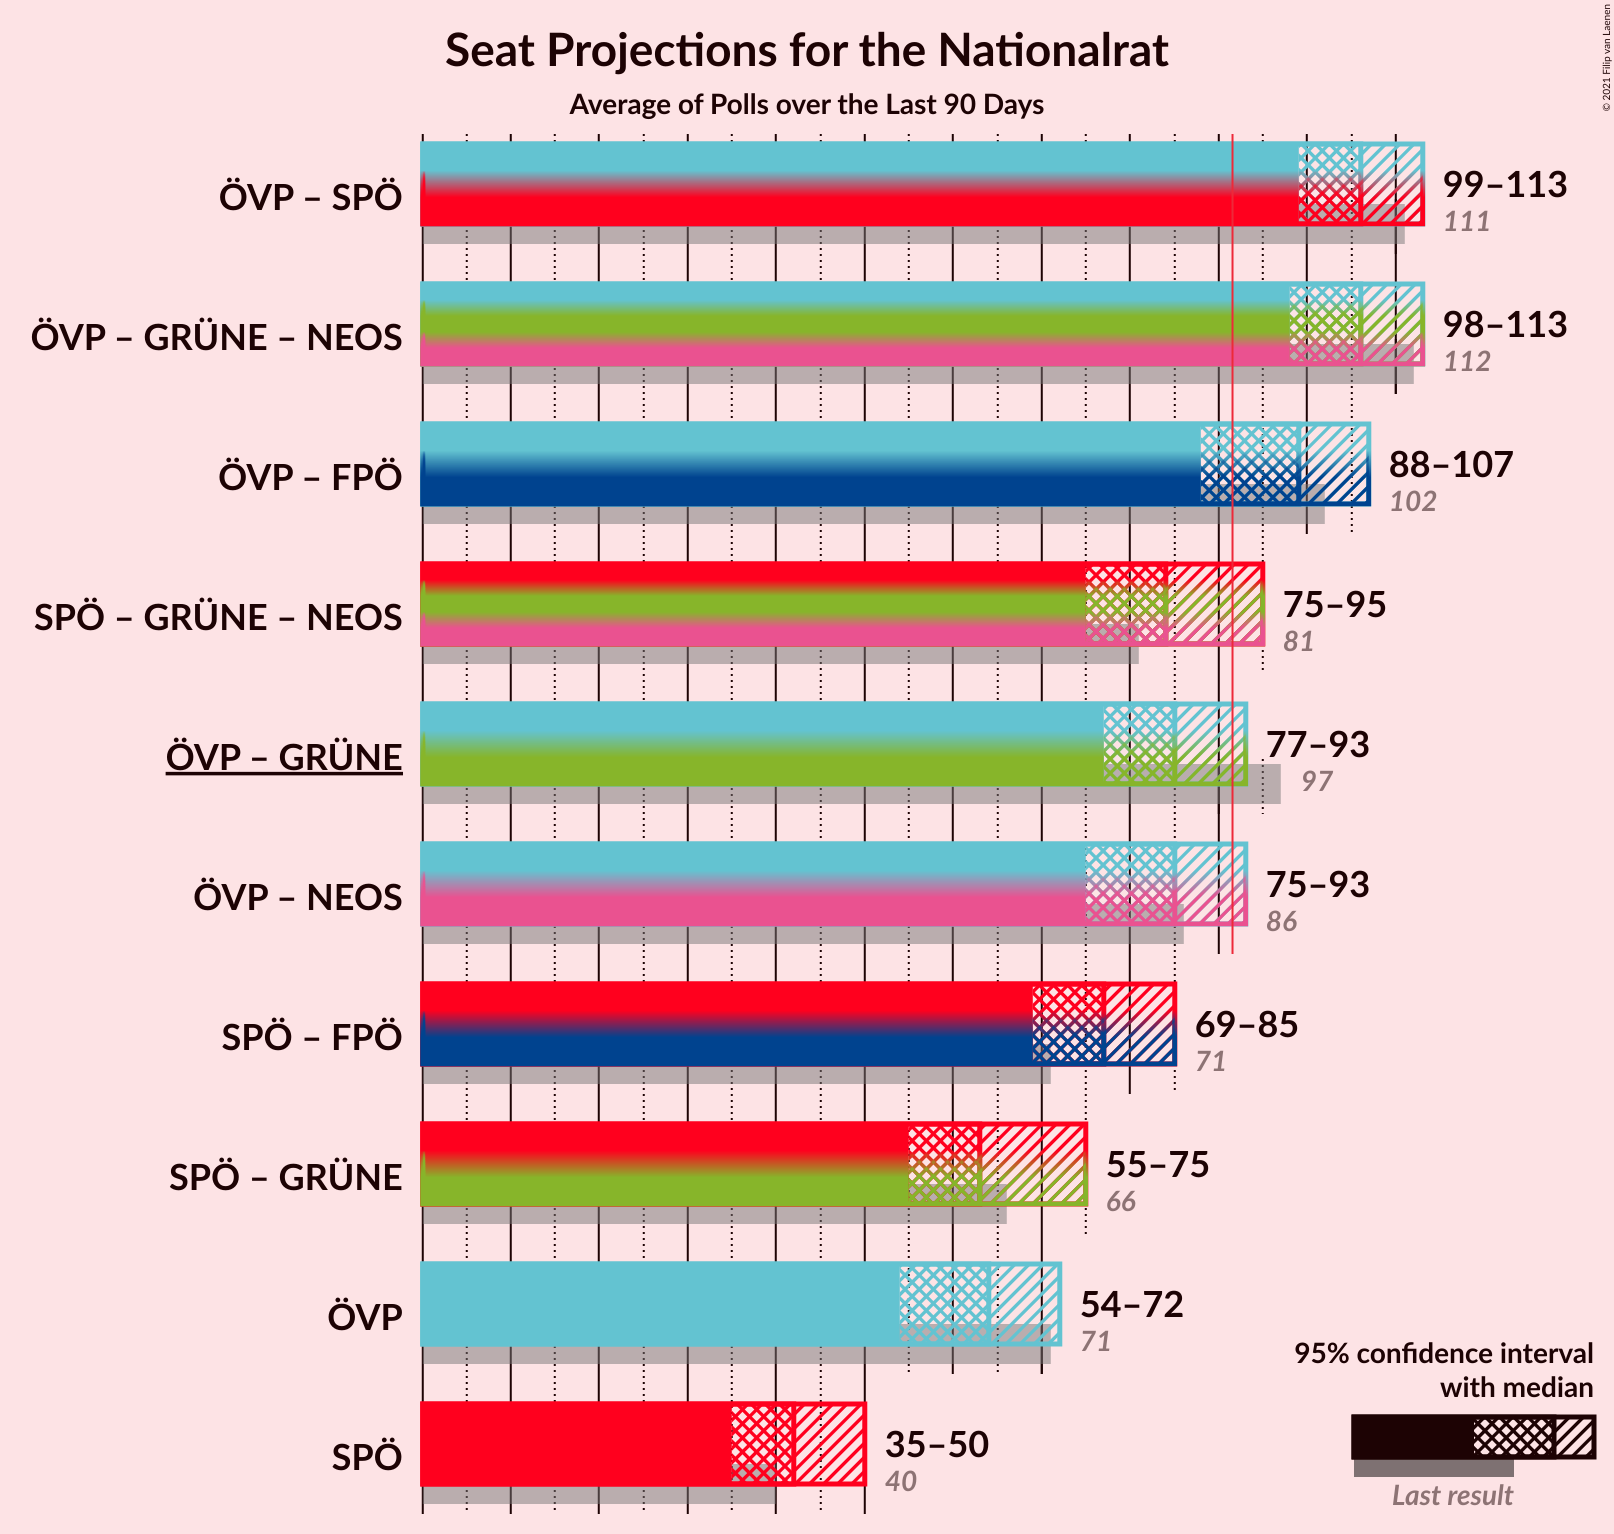 Seat Projections for the Nationalrat
Average of Polls over the Last 90 Days
© 2021 Filip van Laenen
ÖVP – SPÖ
99–113
111
ÖVP – GRÜNE – NEOS
98–113
112
ÖVP – FPÖ
88–107
102
SPÖ – GRÜNE – NEOS
75–95
81
ÖVP – GRÜNE
77–93
97
ÖVP – NEOS
75–93
86
SPÖ – FPÖ
69–85
71
SPÖ – GRÜNE
55–75
66
ÖVP
54–72
71
SPÖ
35–50
40
95% confidence interval
with median
Last result